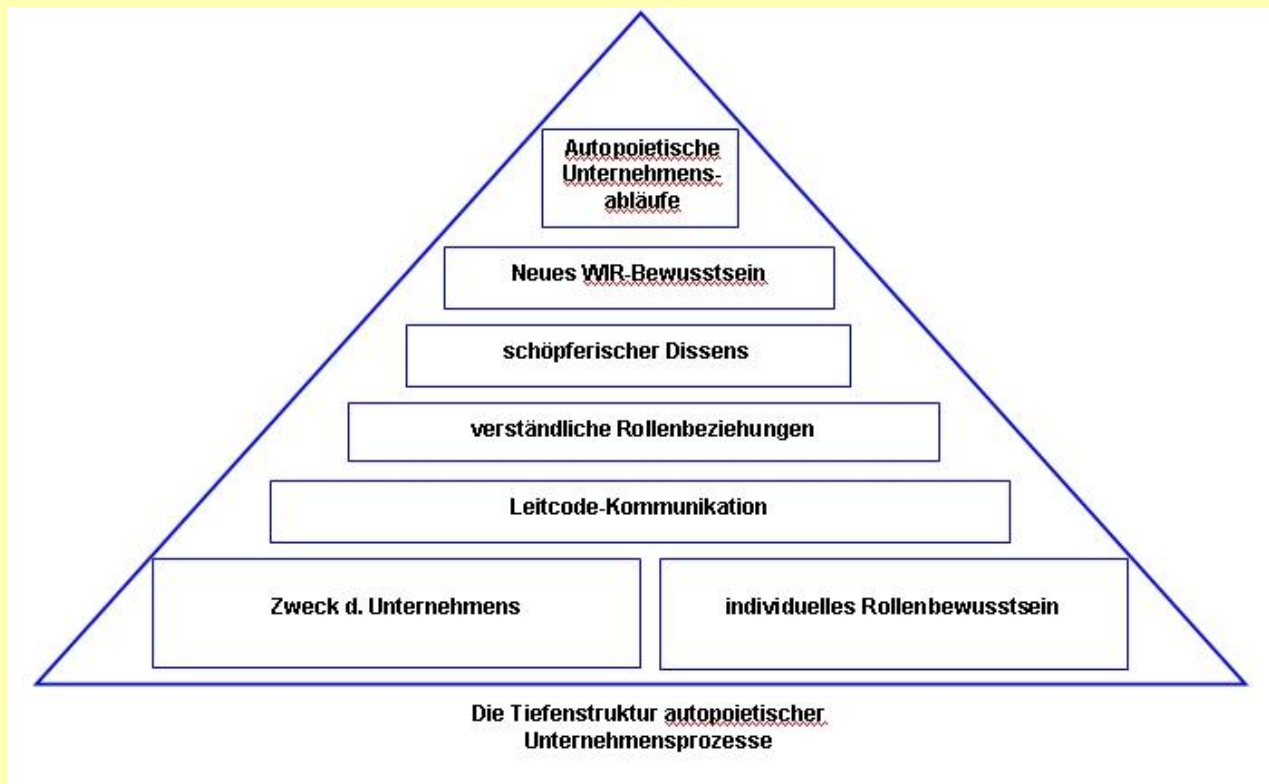 Autopoietische
Unternehmens-
abläufe
Neues WIR-Bewusstsein
schöpferischer Dissens
verständliche Rollenbeziehungen
Leitcode-Kommunikation
Zweck d. Unternehmens
individuelles Rollenbewusstsein
Die Tiefenstruktur autopoietischer
Unternehmensprozesse